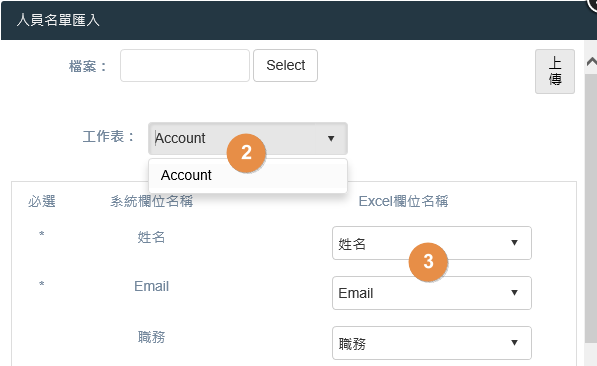 人員名單匯入
檔案： Select 上傳
工作表： Account
2
Account
必選 系統欄位名稱 Excel欄位名稱
* 姓名 姓名
3
* Email Email
職務 職務